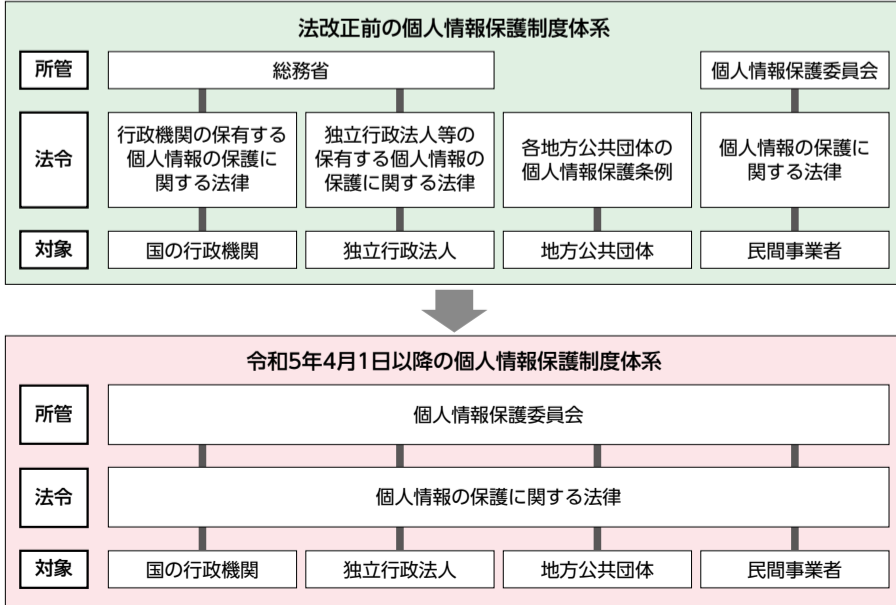 法改正前の個人情報保護制度体系
所管
総務省
個人情報保護委員会
法令
行政機関の保有する
個人情報の保護に
関する法律
独立行政法人等の
保有する個人情報の
保護に関する法律
各地方公共団体の
個人情報保護条例
個人情報の保護に
関する法律
対象
国の行政機関
独立行政法人
地方公共団体
民間事業者
令和5年4月1日以降の個人情報保護制度体系
所管
個人情報保護委員会
法令
個人情報の保護に関する法律
対象
国の行政機関
独立行政法人
地方公共団体
民間事業者